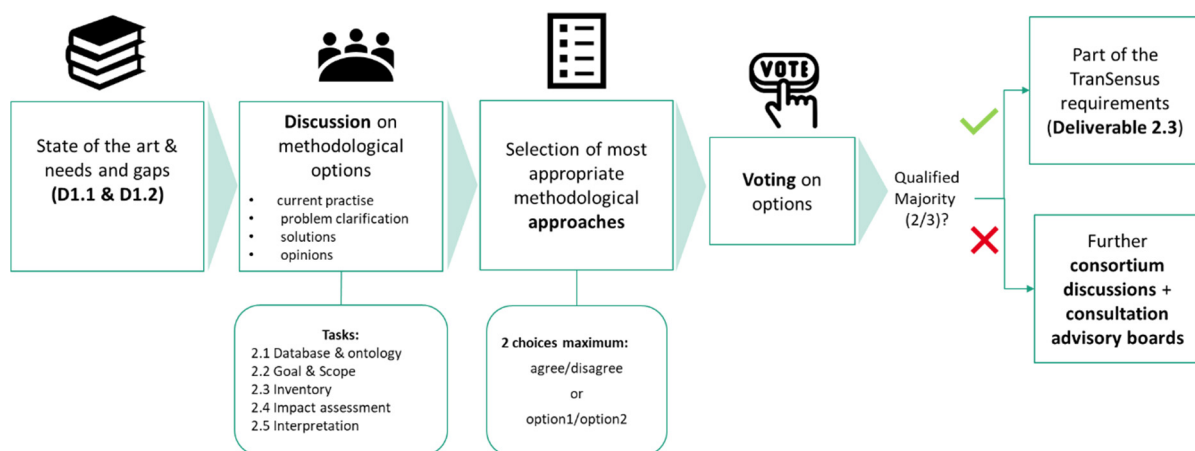 State of the art &
needs and gaps
(D1.1 & D1.2)
Discussion on
methodological
options
• current practise
• problem clarification
• solutions
• opinions
Tasks:
2.1 Database & ontology
2.2 Goal & Scope
2.3 Inventory
2.4 Impact assessment
2.5 Interpretation
Selection of most
appropriate
methodological
approaches
2 choices maximum:
agree/disagree
or
option1/option2
VOTE
Voting on
options
Qualified
Majority
(2/3)?
Part of the
TranSensus
requirements
(Deliverable 2.3)
Further
consortium
discussions +
consultation
advisory boards